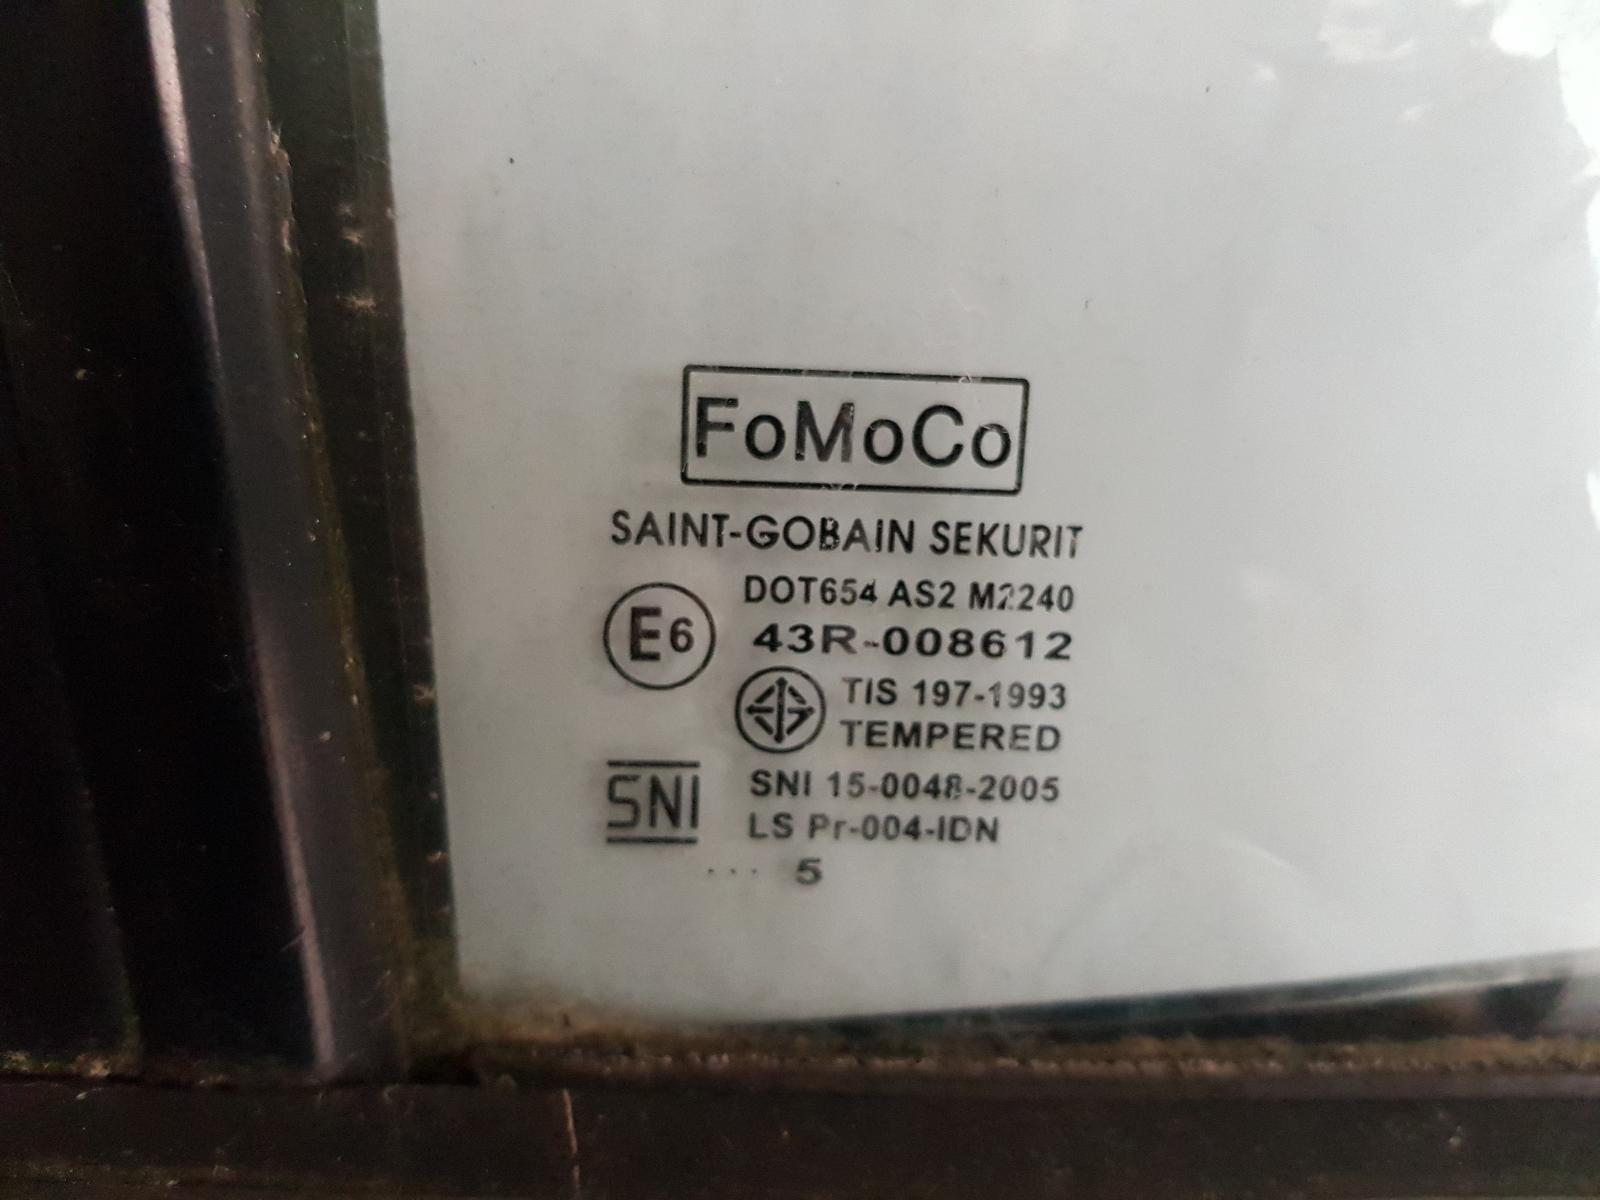 FoMoCo
SAINT-GOBAIN SEKURIT
DOT654 AS2 M2240
E6
43R-008612
TIS 197-1993
TEMPERED
SNI
SNI 15-0048-2005
LS Pr-004-IDN
... 5